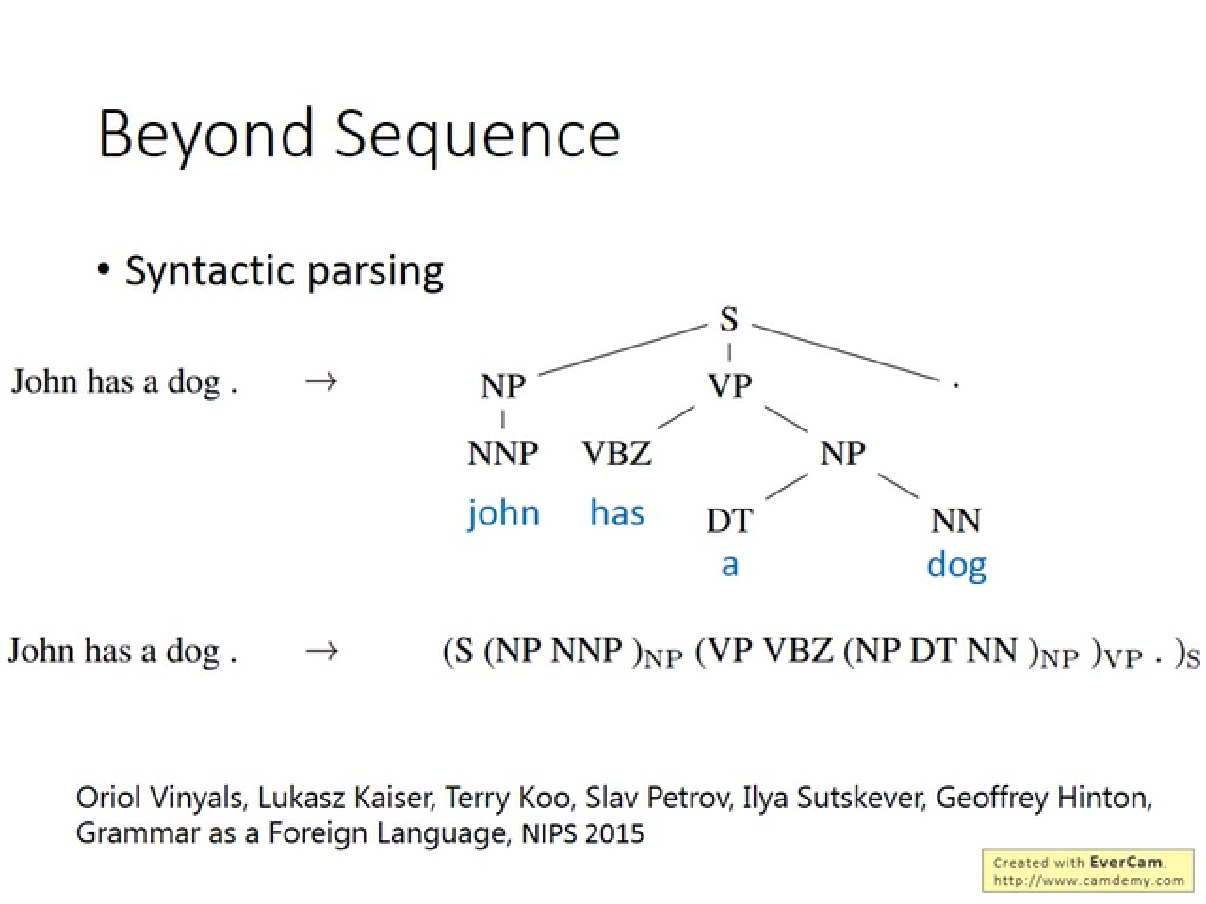 Beyond Sequence
• Syntactic parsing
S
John has a dog . → NP VP .
NNP VBZ NP
john has DT NN
a dog
John has a dog . → (S (NP NNP )NP (VP VBZ (NP DT NN )NP )VP . )S
Oriol Vinyals, Lukasz Kaiser, Terry Koo, Slav Petrov, Ilya Sutskever, Geoffrey Hinton,
Grammar as a Foreign Language, NIPS 2015
Created with EverCam.
http://www.camdemy.com